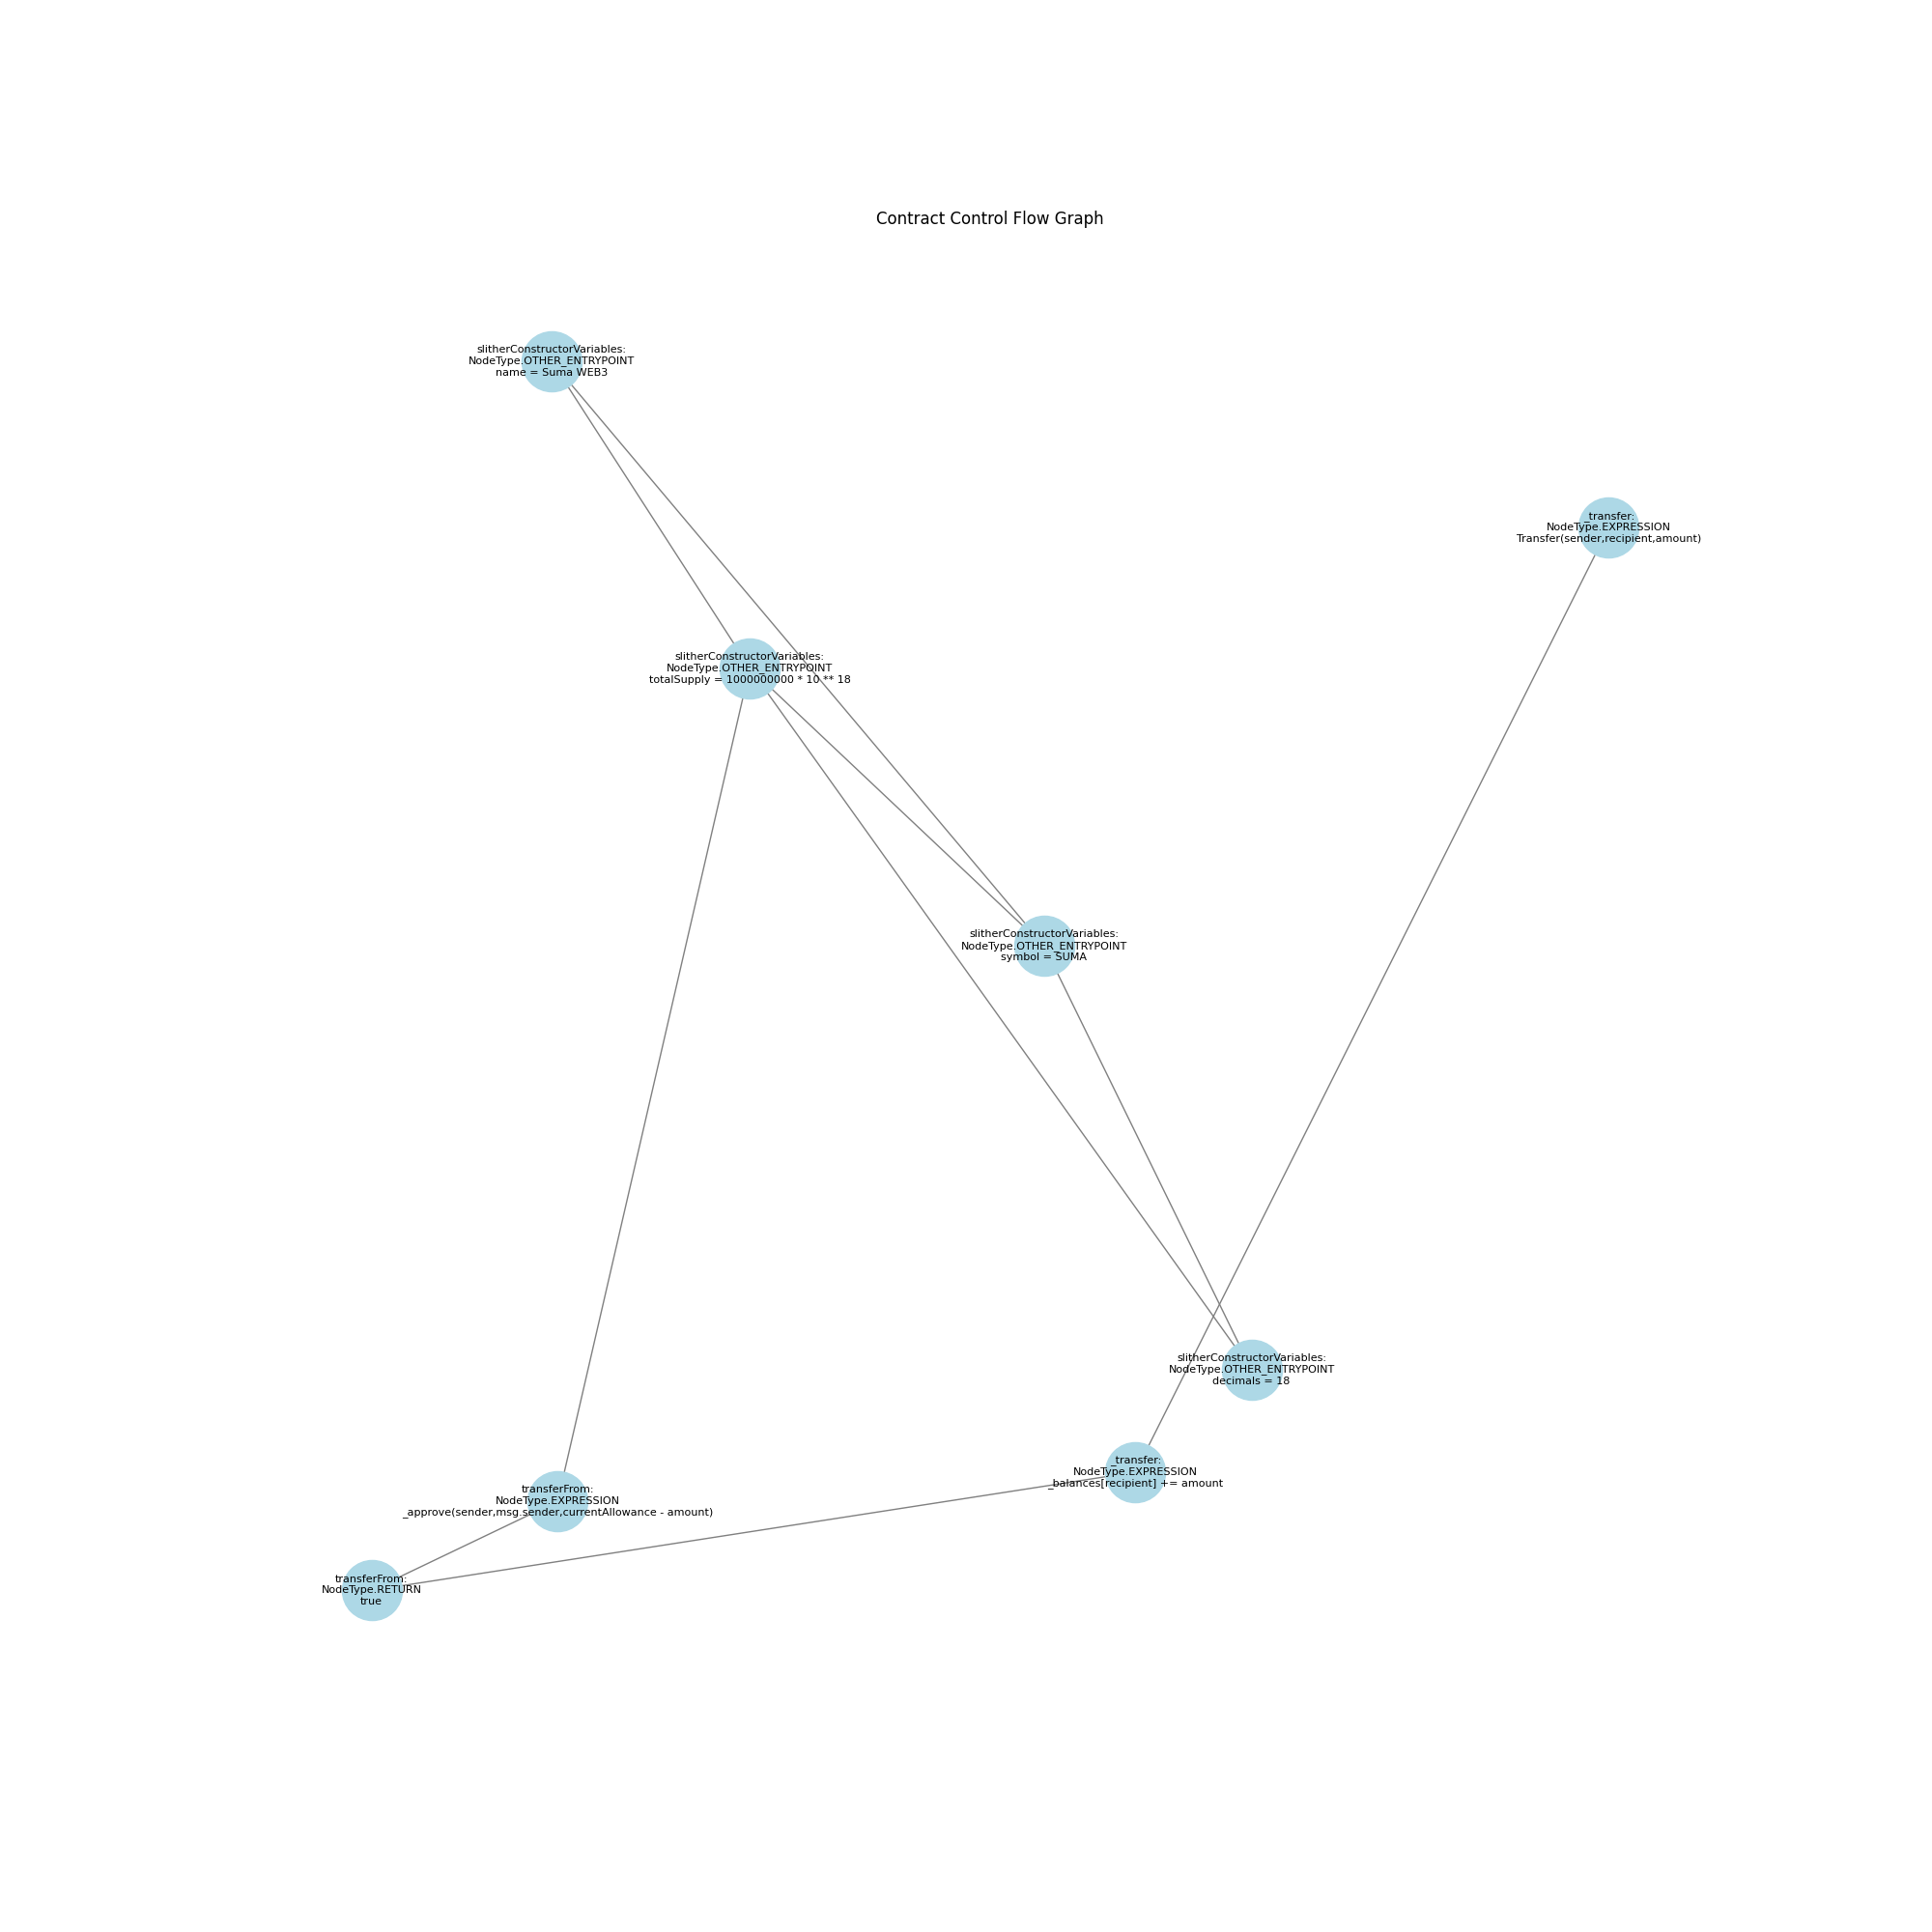 Contract Control Flow Graph
slitherConstructorVariables:
NodeType.OTHER_ENTRYPOINT
name = Suma WEB3
_transfer:
NodeType.EXPRESSION
Transfer(sender,recipient,amount)
slitherConstructorVariables:
NodeType.OTHER_ENTRYPOINT
totalSupply = 1000000000 * 10 ** 18
slitherConstructorVariables:
NodeType.OTHER_ENTRYPOINT
symbol = SUMA
slitherConstructorVariables:
NodeType.OTHER_ENTRYPOINT
decimals = 18
_transfer:
NodeType.EXPRESSION
_balances[recipient] += amount
transferFrom:
NodeType.EXPRESSION
_approve(sender,msg.sender,currentAllowance - amount)
transferFrom:
NodeType.RETURN
true